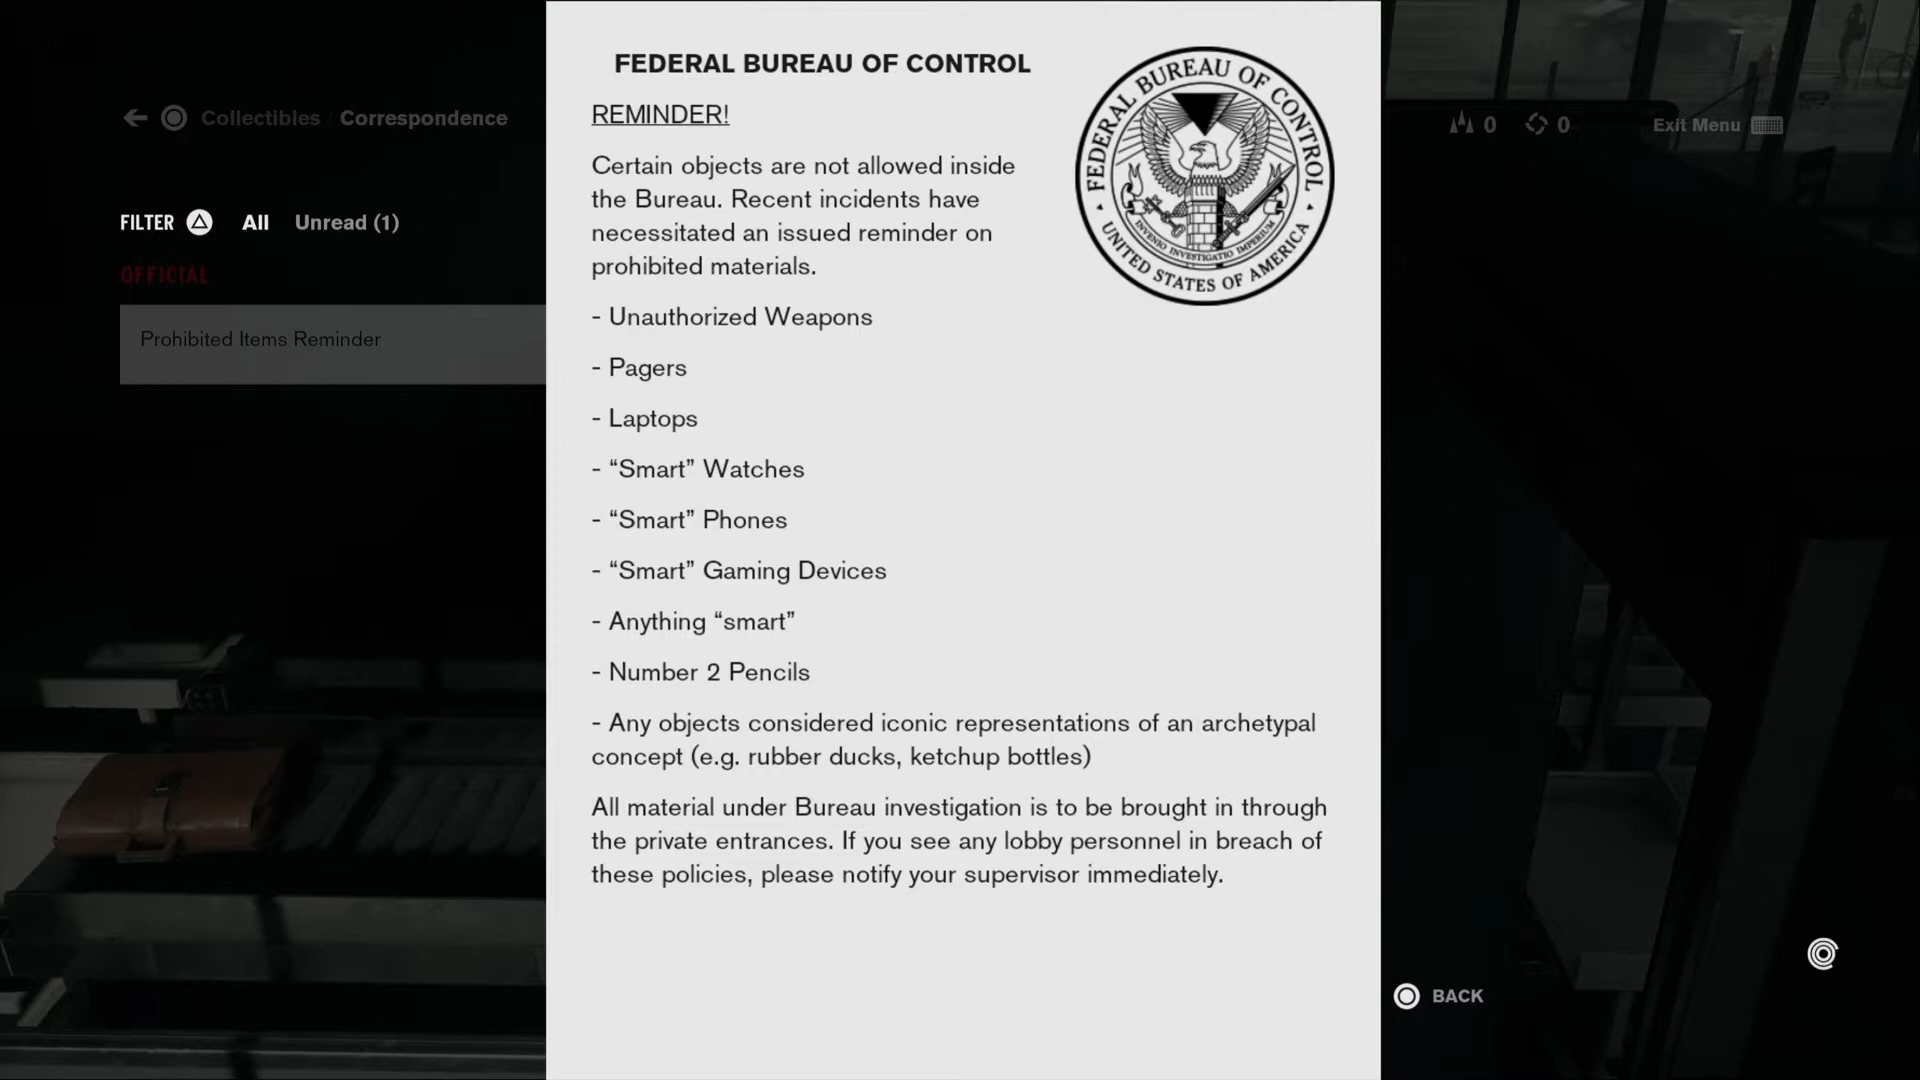 FEDERAL BUREAU OF CONTROL
REMINDER!
Certain objects are not allowed inside
the Bureau. Recent incidents have
necessitated an issued reminder on
prohibited materials.
- Unauthorized Weapons
- Pagers
- Laptops
- “Smart” Watches
- “Smart” Phones
- “Smart” Gaming Devices
- Anything “smart”
- Number 2 Pencils
- Any objects considered iconic representations of an archetypal
concept (e.g. rubber ducks, ketchup bottles)
All material under Bureau investigation is to be brought in through
the private entrances. If you see any lobby personnel in breach of
these policies, please notify your supervisor immediately.
FEDERAL BUREAU OF CONTROL
UNITED STATES OF AMERICA
INVENIO INVESTIGATIO IMPERIUM
Collectibles / Correspondence
FILTER All Unread (1)
OFFICIAL
Prohibited Items Reminder
0 0 Exit Menu
BACK